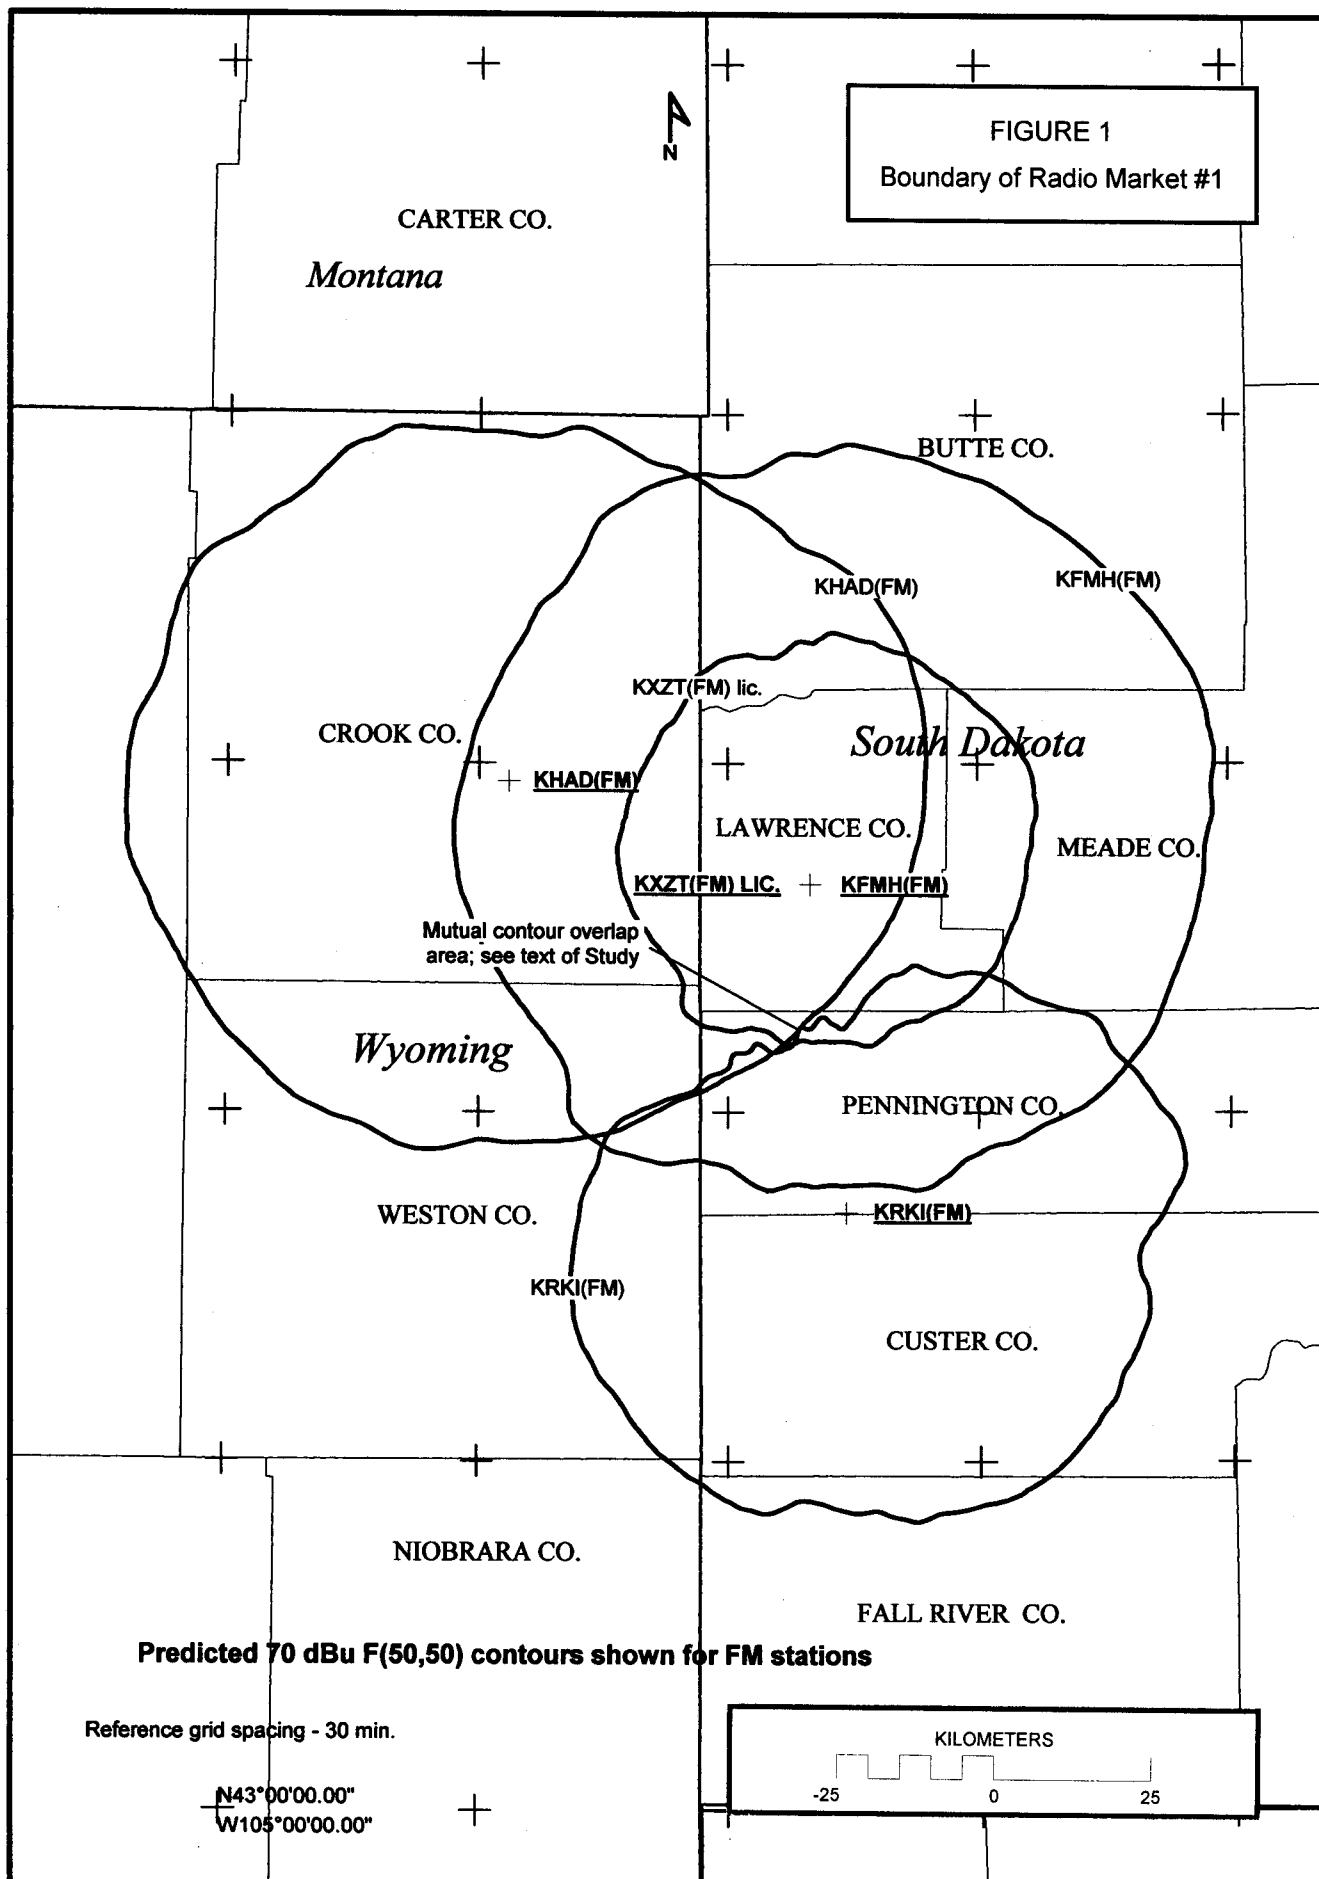 FIGURE 1
Boundary of Radio Market #1
N
CARTER CO.
Montana
BUTTE CO.
KHAD(FM)
KFMH(FM)
KXZT(FM) lic.
CROOK CO.
South Dakota
KHAD(FM)
LAWRENCE CO.
MEADE CO.
KXZT(FM) LIC.
KFMH(FM)
Mutual contour overlap
area; see text of Study
Wyoming
PENNINGTON CO.
WESTON CO.
KRKI(FM)
KRKI(FM)
CUSTER CO.
NIOBRARA CO.
FALL RIVER CO.
Predicted 70 dBu F(50,50) contours shown for FM stations
Reference grid spacing - 30 min.
KILOMETERS
-25 0 25
N43°00'00.00"
W105°00'00.00"